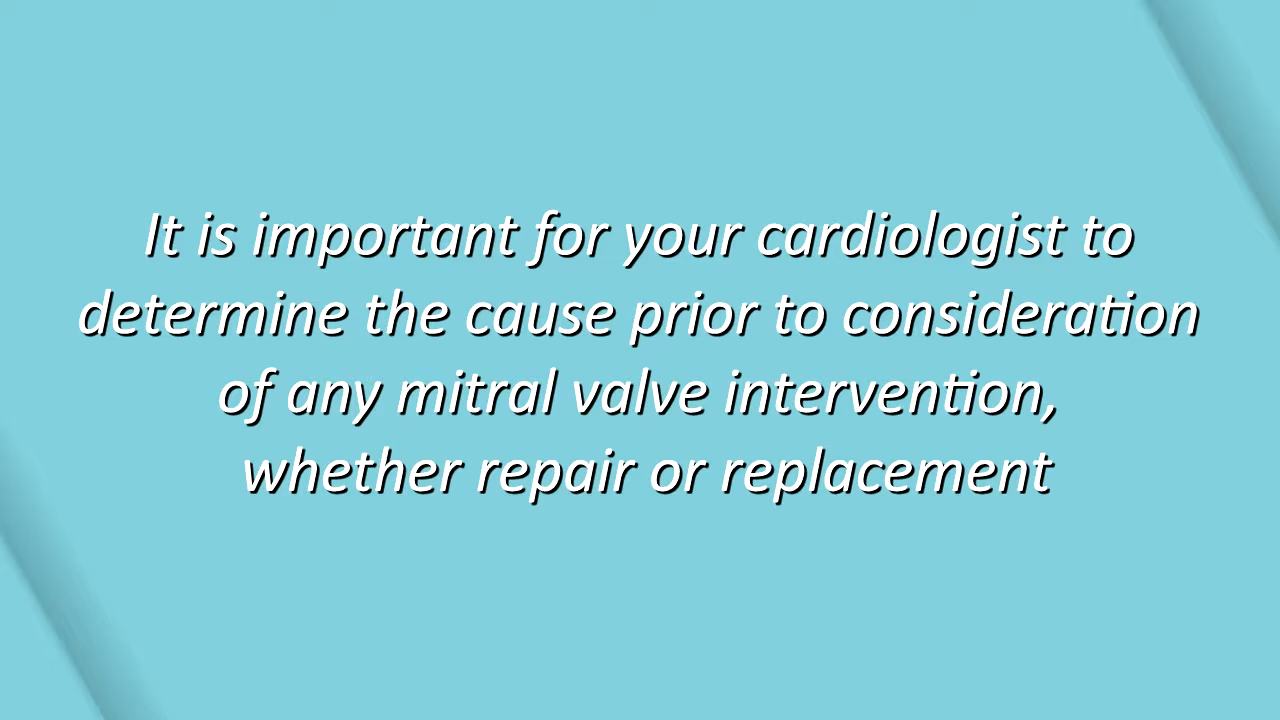 It is important for your cardiologist to
determine the cause prior to consideration
of any mitral valve intervention,
whether repair or replacement